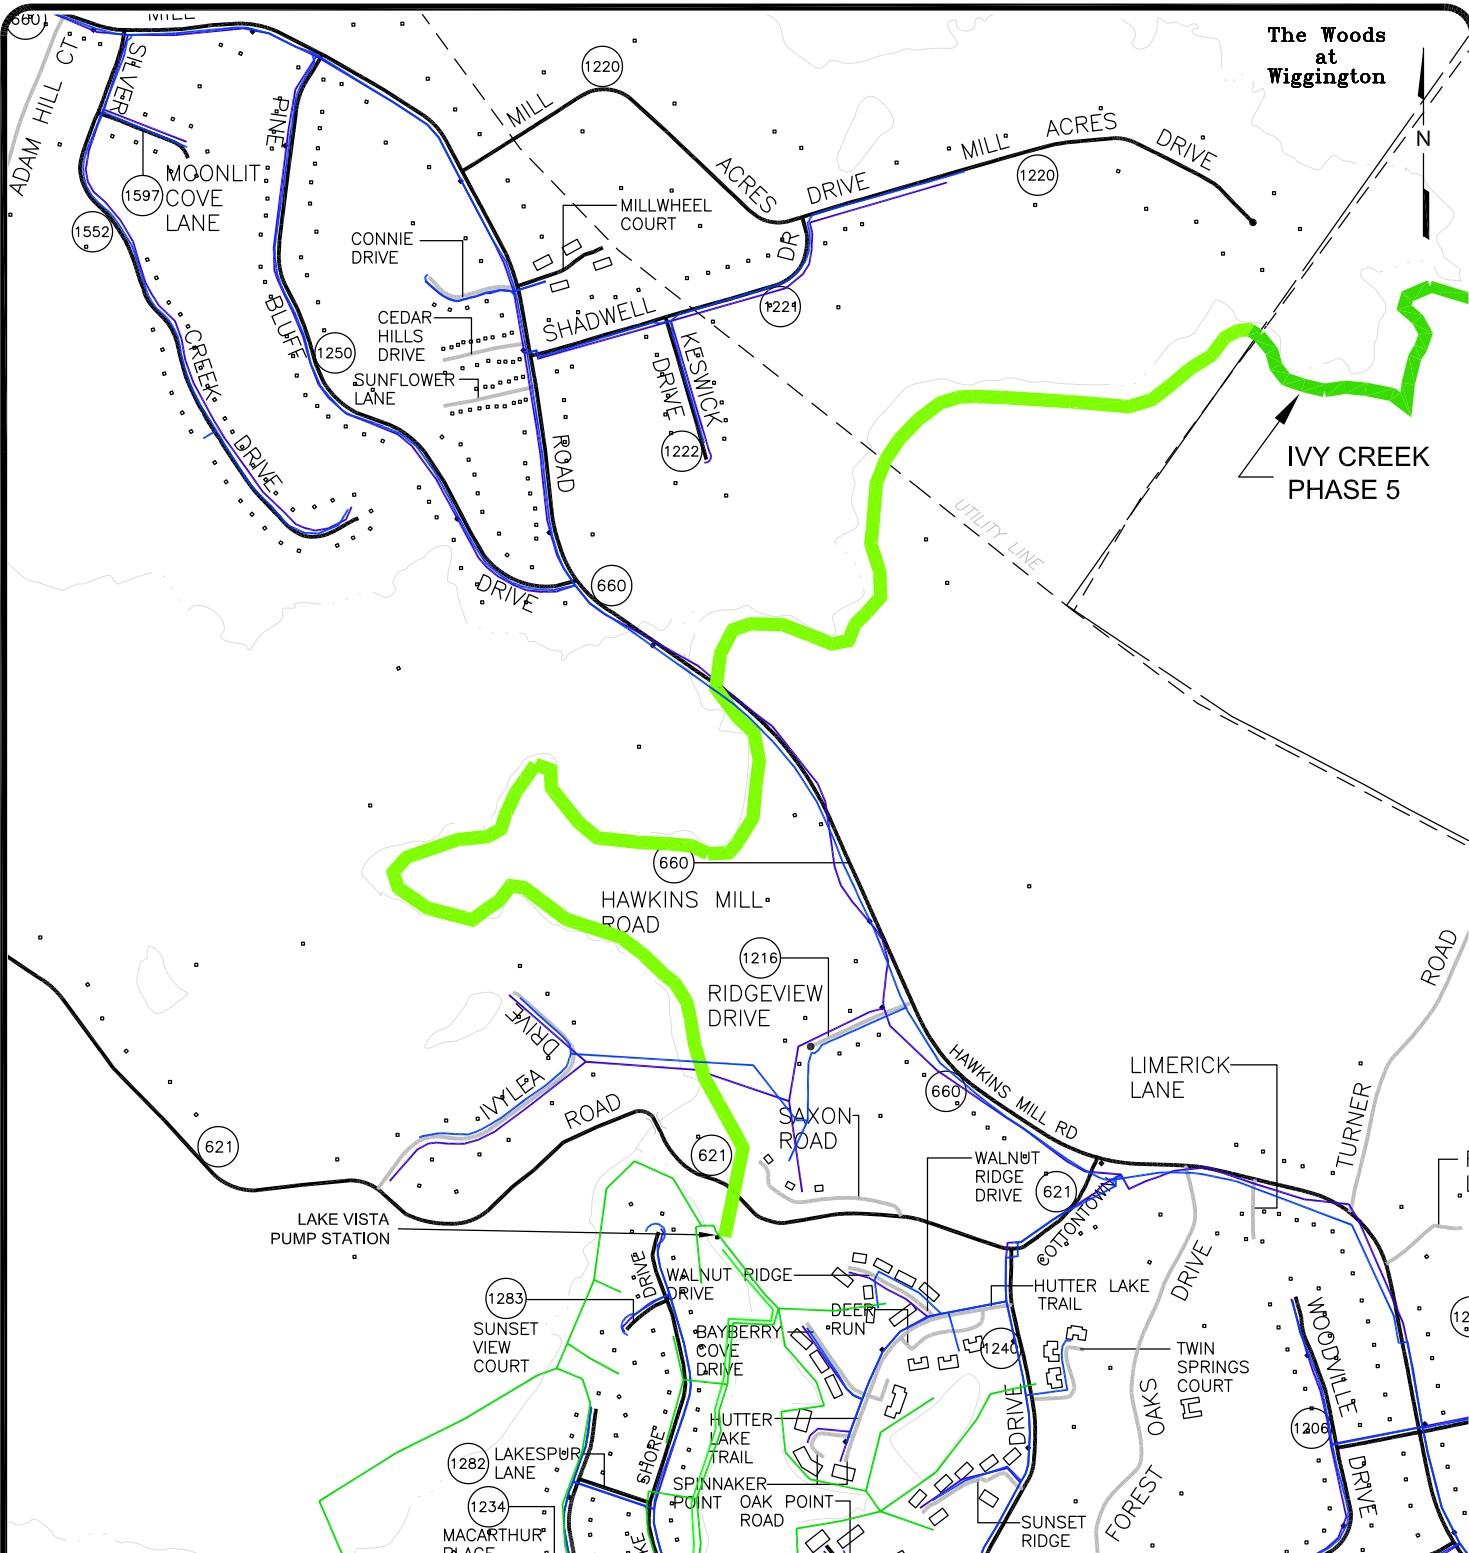 The Woods
at
Wiggington
N
660
MILL
ADAM HILL CT
SILVER
PINE
1597
MOONLIT
COVE
LANE
1552
1220
MILL
ACRES
DRIVE
MILL
ACRES
DRIVE
1220
MILLWHEEL
COURT
CONNIE
DRIVE
DR
1221
BLUFF
CEDAR
HILLS
DRIVE
SHADWELL
1250
CREEK
SUNFLOWER
LANE
KESWICK
DRIVE
1222
DRIVE
ROAD
IVY CREEK
PHASE 5
UTILITY LINE
DRIVE
660
660
HAWKINS MILL
ROAD
1216
RIDGEVIEW
DRIVE
ROAD
DRIVE
IVYLEA
HAWKINS MILL RD
660
LIMERICK
LANE
ROAD
SAXON
ROAD
TURNER
621
621
WALNUT
RIDGE
DRIVE
621
COTTONTOWN
LAKE VISTA
PUMP STATION
DRIVE
WALNUT RIDGE
DRIVE
HUTTER LAKE
TRAIL
DRIVE
1283
SUNSET
VIEW
COURT
DEER
RUN
BAYBERRY
COVE
DRIVE
1240
TWIN
SPRINGS
COURT
WOODVILLE
OAKS
DRIVE
HUTTER
LAKE
TRAIL
1206
1282
LAKESPUR
LANE
SHORE
SPINNAKER
POINT
OAK POINT
ROAD
DRIVE
1234
MACARTHUR
PLACE
FOREST
SUNSET
RIDGE